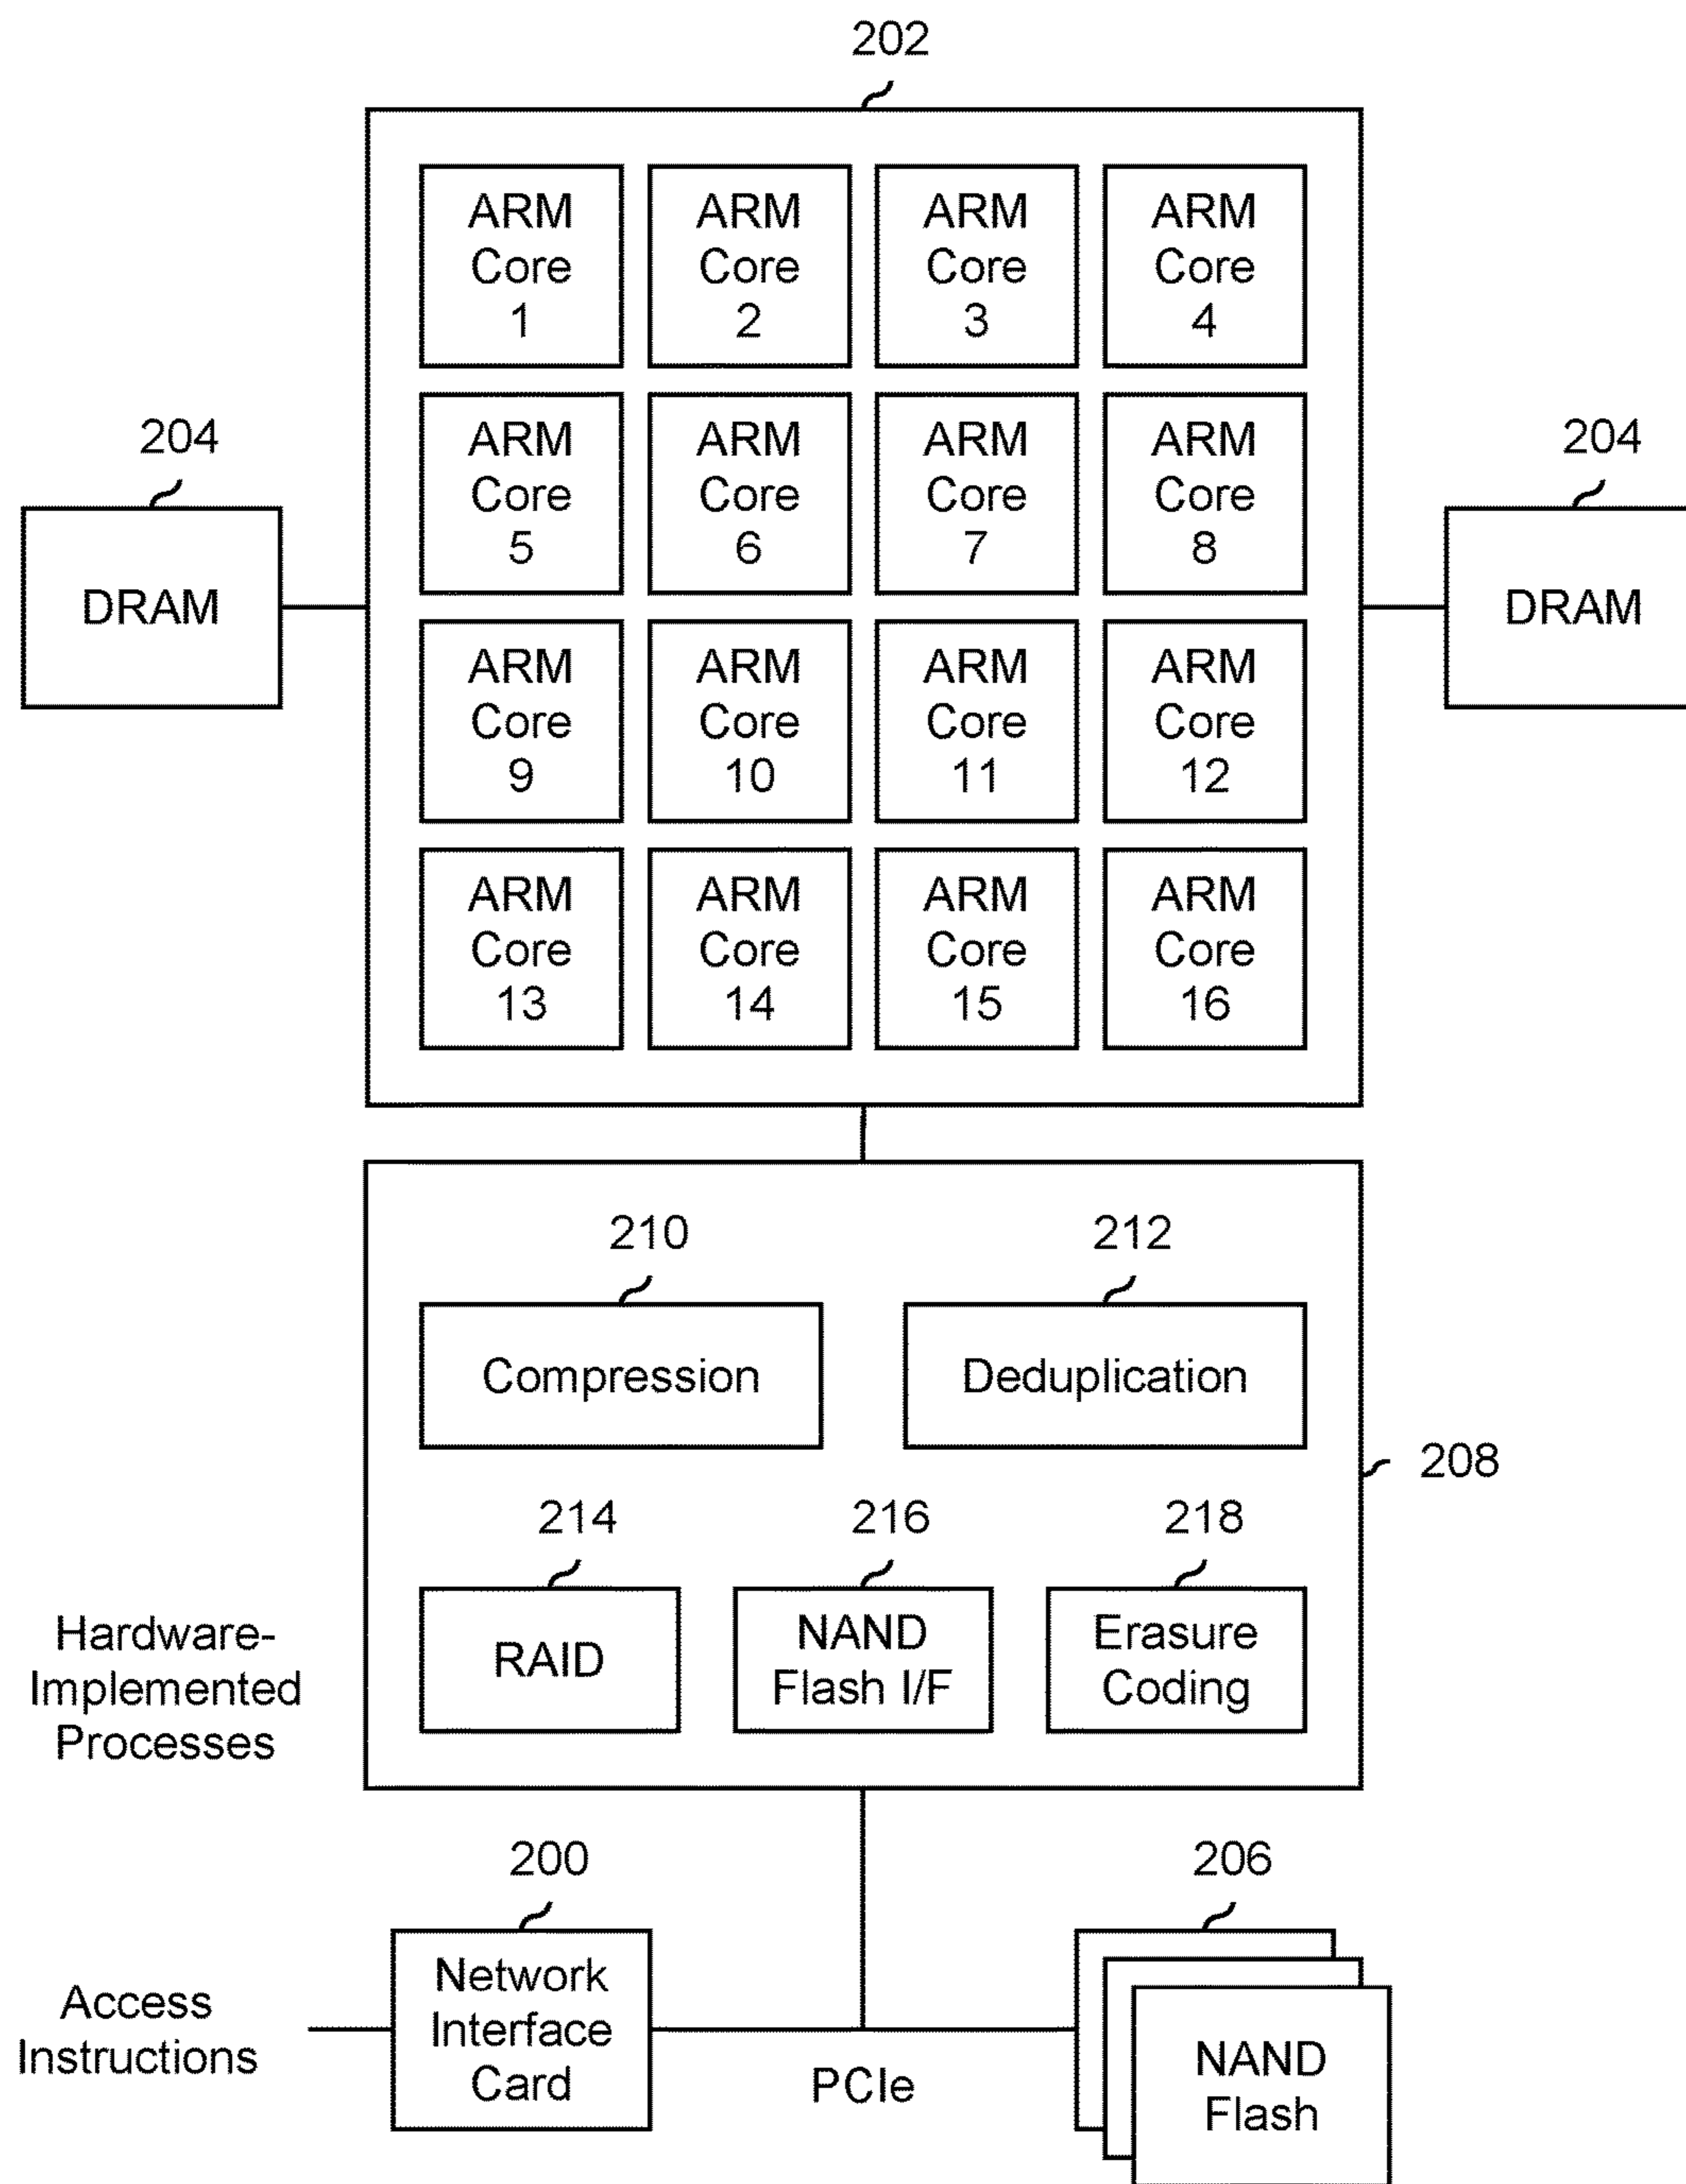 202
ARM ARM ARM ARM
Core Core Core Core
1 2 3 4
204 204
ARM ARM ARM ARM
Core Core Core Core
5 6 7 8
DRAM DRAM
ARM ARM ARM ARM
Core Core Core Core
9 10 11 12
ARM ARM ARM ARM
Core Core Core Core
13 14 15 16
210 212
Compression Deduplication
208
214 216 218
RAID
NAND
Flash I/F
Erasure
Coding
Hardware-
Implemented
Processes
200 206
Access
Instructions
Network
Interface
Card
PCIe
NAND
Flash